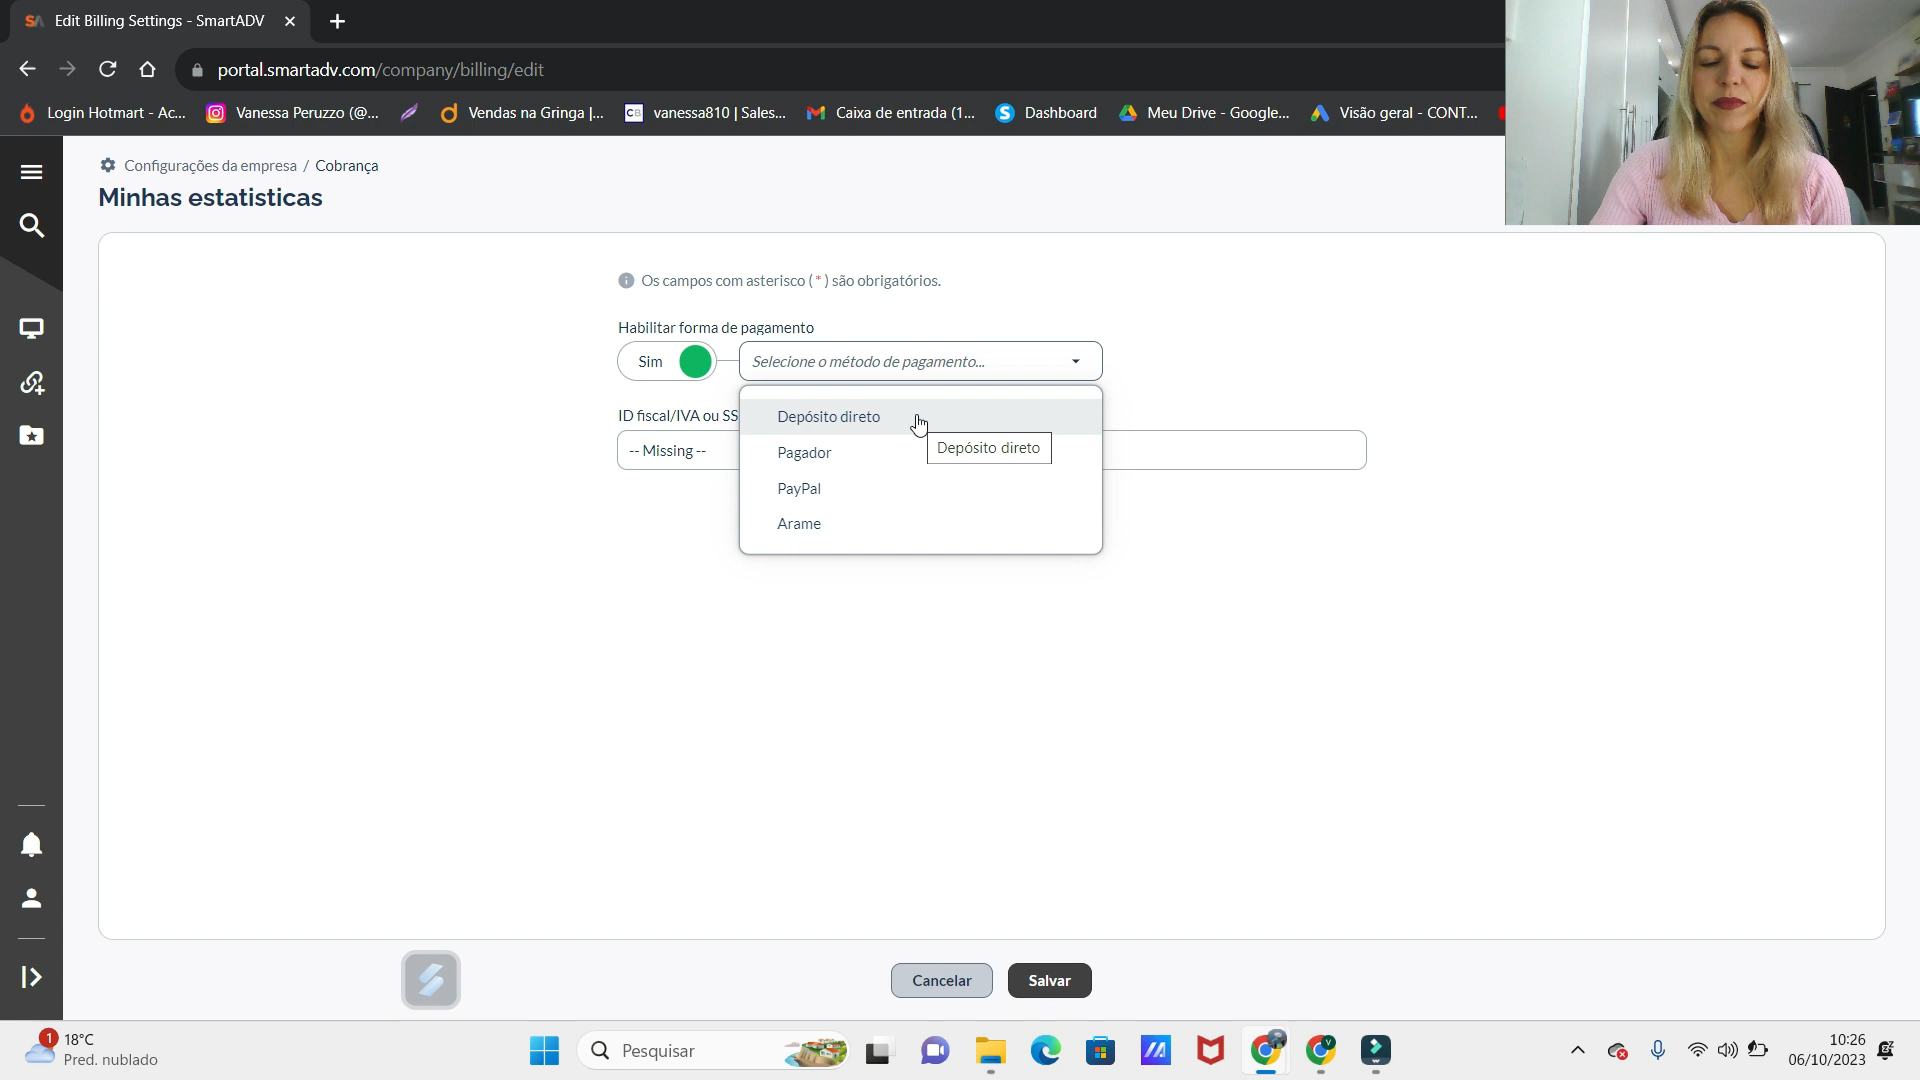 SA Edit Billing Settings - SmartADV
portal.smartadv.com/company/billing/edit
Login Hotmart - Ac... Vanessa Peruzzo (@... Vendas na Gringa |... CB vanessa810 | Sales... Caixa de entrada (1... S Dashboard Meu Drive - Google... Visão geral - CONT...
Configurações da empresa / Cobrança
Minhas estatisticas
Os campos com asterisco ( * ) são obrigatórios.
Habilitar forma de pagamento
Sim Selecione o método de pagamento...
ID fiscal/IVA ou SS
-- Missing --
Depósito direto
Depósito direto
Pagador
PayPal
Arame
Cancelar Salvar
1 18°C
Pred. nublado
Pesquisar
V
10:26
06/10/2023